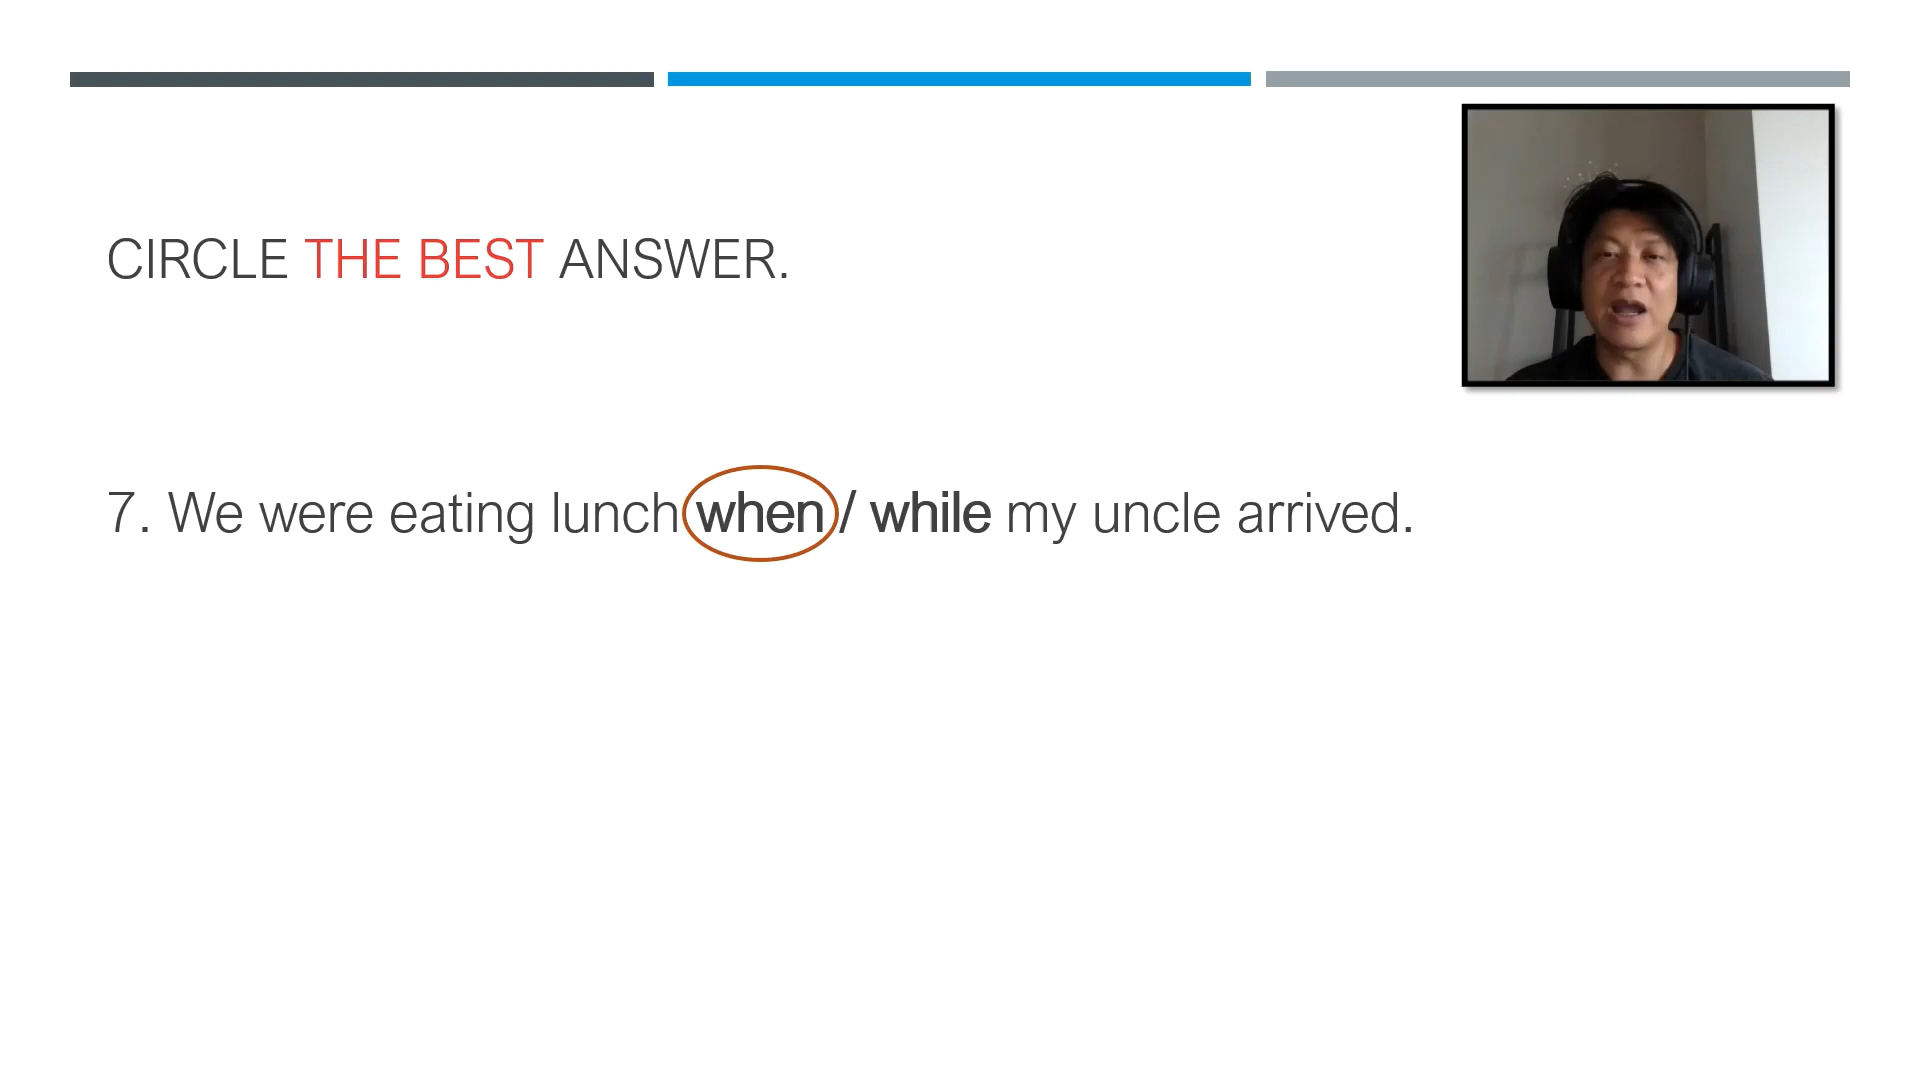 CIRCLE THE BEST ANSWER.
7. We were eating lunch when / while my uncle arrived.